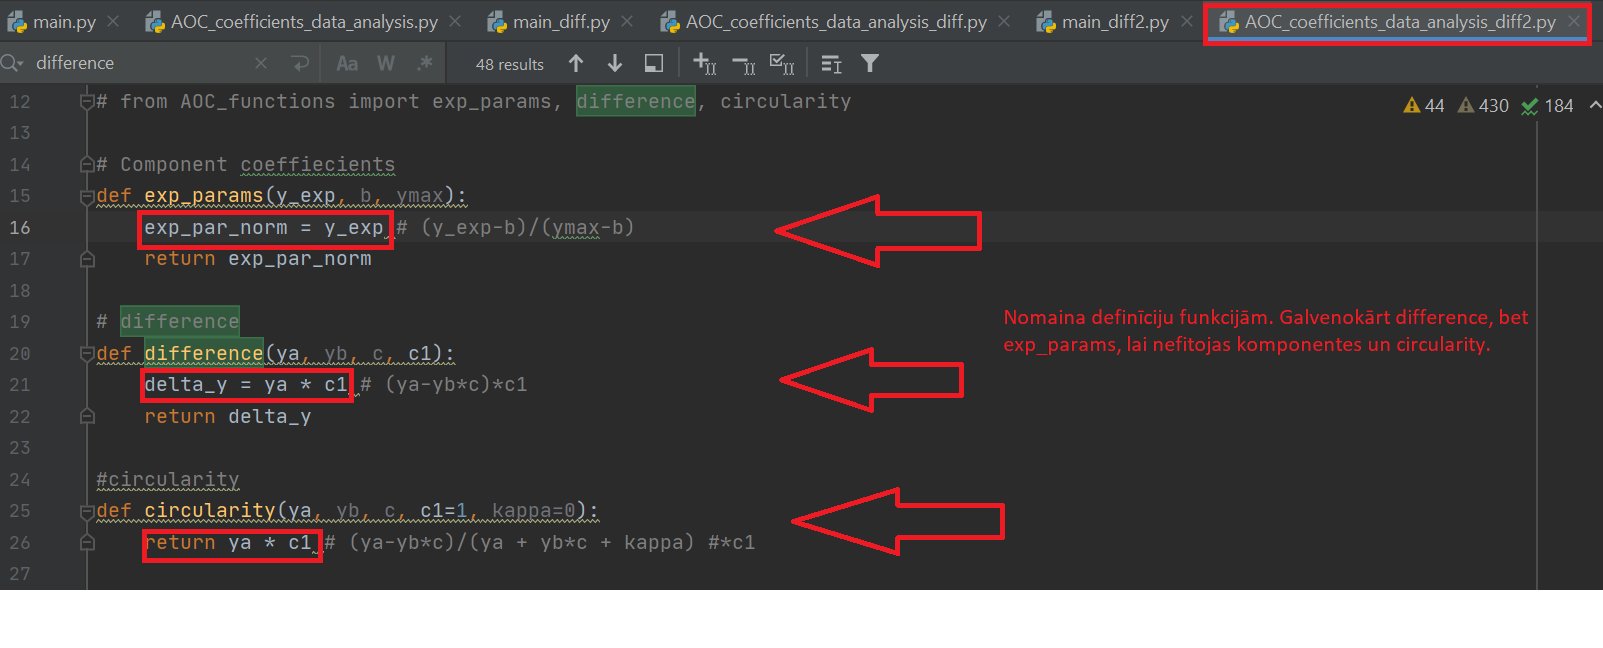 main.py AOC_coefficients_data_analysis.py main_diff.py AOC_coefficients_data_analysis_diff.py main_diff2.py AOC_coefficients_data_analysis_diff2.py
difference Aa W .* 48 results
12 # from AOC_functions import exp_params, difference, circularity
44 430 184
13
14 # Component coeffiecients
15 def exp_params(y_exp, b, ymax):
16 exp_par_norm = y_exp # (y_exp-b)/(ymax-b)
17 return exp_par_norm
18
19 # difference
Nomaina definīciju funkcijām. Galvenokārt difference, bet
exp_params, lai nefitojas komponentes un circularity.
20 def difference(ya, yb, c, c1):
21 delta_y = ya * c1 # (ya-yb*c)*c1
22 return delta_y
23
24 #circularity
25 def circularity(ya, yb, c, c1=1, kappa=0):
26 return ya * c1 # (ya-yb*c)/(ya + yb*c + kappa) #*c1
27